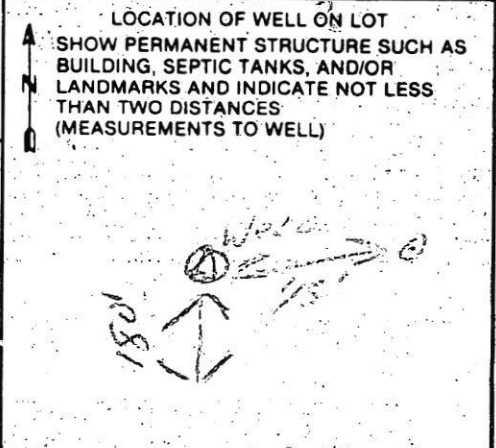 LOCATION OF WELL ON LOT
SHOW PERMANENT STRUCTURE SUCH AS
BUILDING, SEPTIC TANKS, AND/OR
N LANDMARKS AND INDICATE NOT LESS
THAN TWO DISTANCES
(MEASUREMENTS TO WELL)
180'